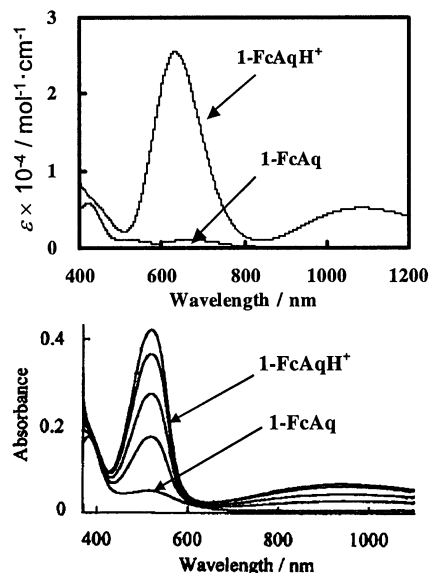 3
1-FcAqH⁺
2
1-FcAq
1
0
ε × 10⁻⁴ / mol⁻¹·cm⁻¹
400 600 800 1000 1200
Wavelength / nm
0.4
1-FcAqH⁺
0.2
1-FcAq
0
Absorbance
400 600 800 1000
Wavelength / nm